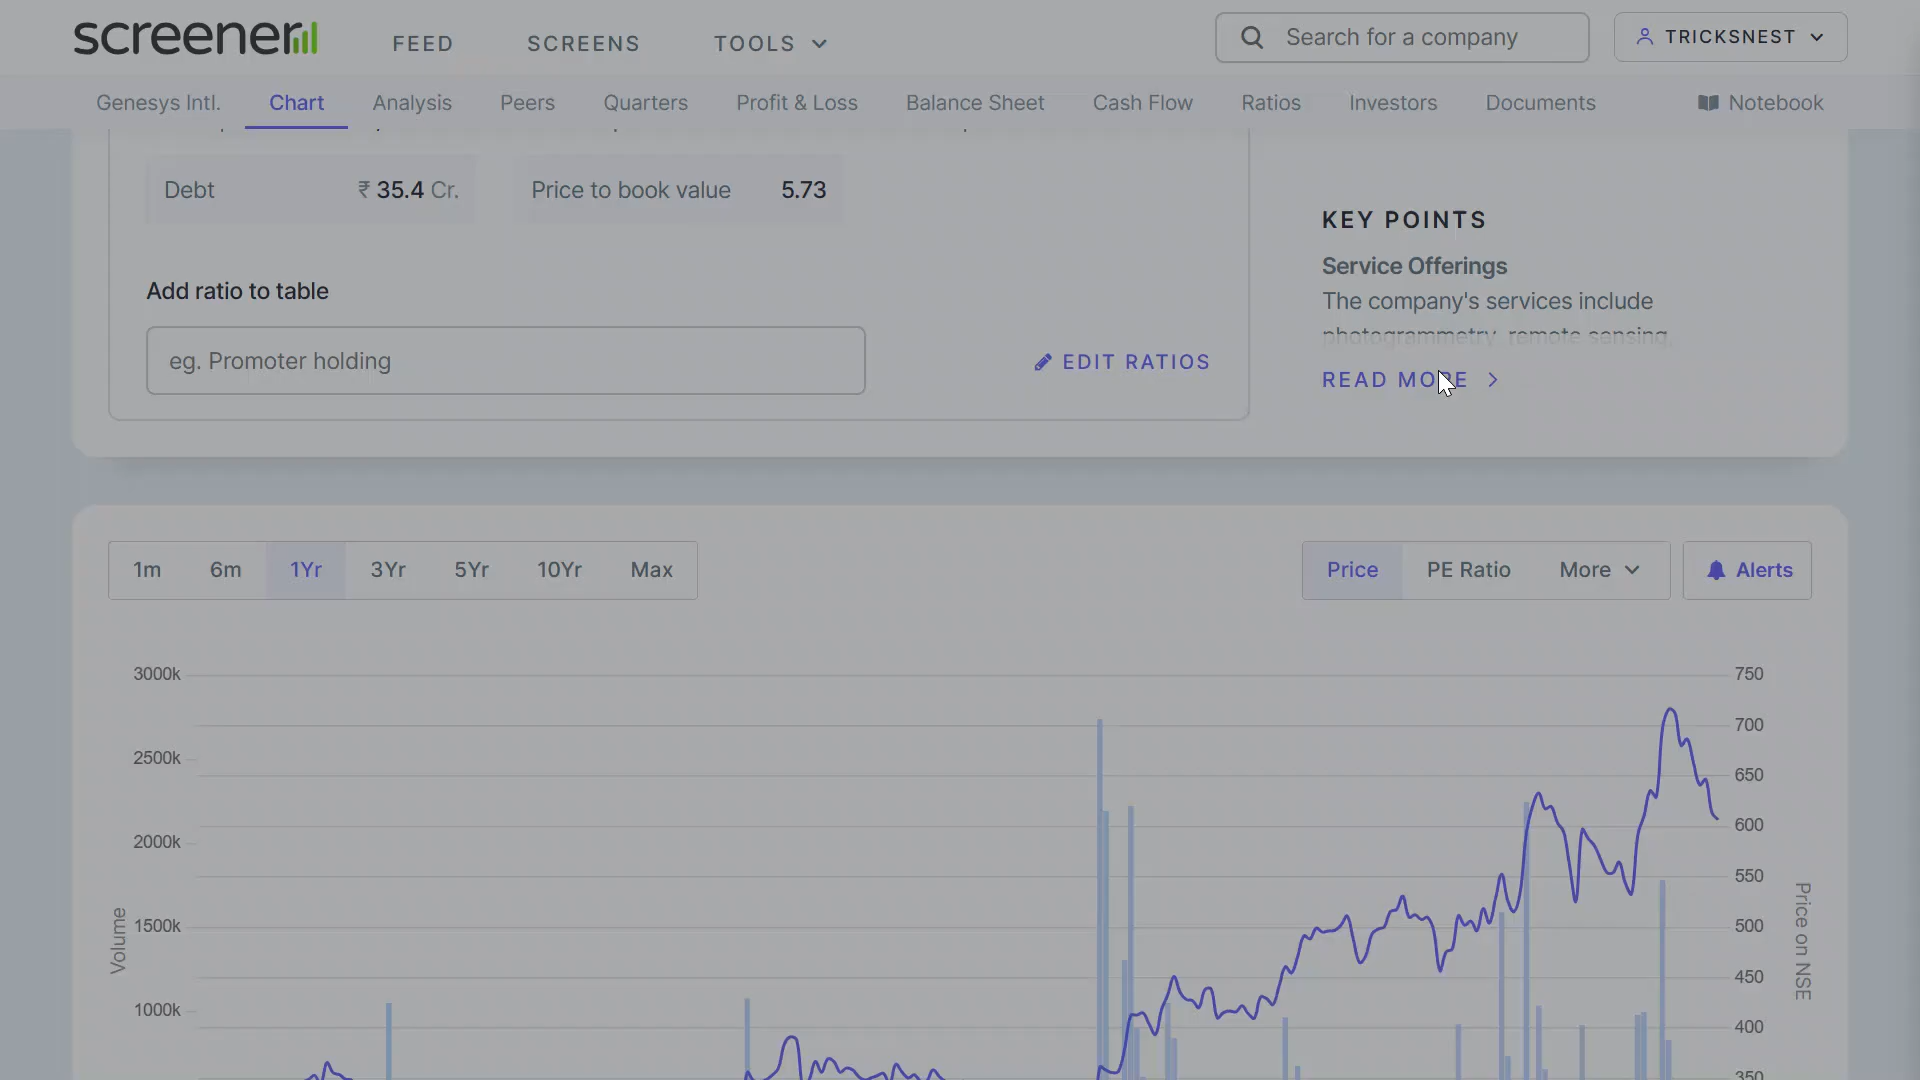 screener
FEED
SCREENS
TOOLS
Search for a company
TRICKSNEST
Genesys Intl.
Chart
Analysis
Peers
Quarters
Profit & Loss
Balance Sheet
Cash Flow
Ratios
Investors
Documents
Notebook
Debt
₹ 35.4 Cr.
Price to book value
5.73
Add ratio to table
eg. Promoter holding
EDIT RATIOS
KEY POINTS
Service Offerings
The company's services include
photogrammetry, remote sensing,
READ MORE
1m
6m
1Yr
3Yr
5Yr
10Yr
Max
Price
PE Ratio
More
Alerts
3000k
2500k
2000k
1500k
1000k
Volume
750
700
650
600
550
500
450
400
350
Price on NSE